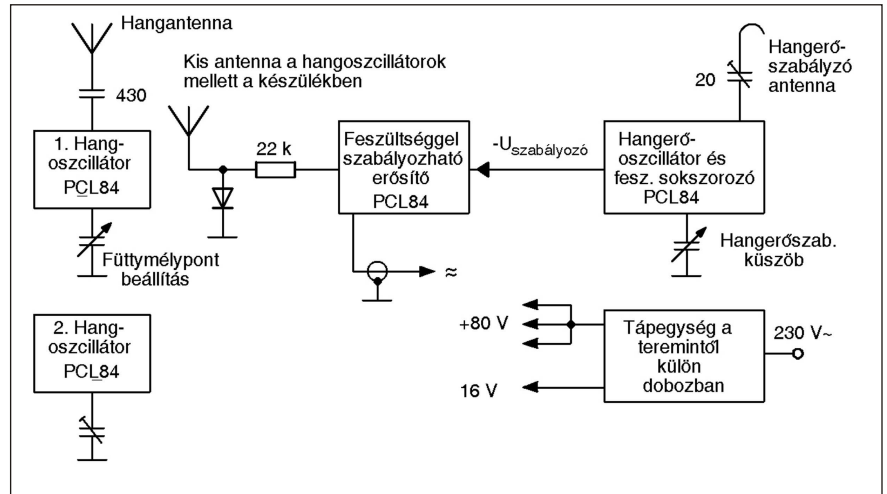 Hangantenna
430
1. Hang-
oszcillátor
PCL84
Füttymélypont
beállítás
2. Hang-
oszcillátor
PCL84
Kis antenna a hangoszcillátorok
mellett a készülékben
22 k
Feszültséggel
szabályozható
erősítő
PCL84
≈
-Uszabályozó
Hangerő-
szabályzó
antenna
20
Hangerő-
oszcillátor és
fesz. sokszorozó
PCL84
Hangerőszab.
küszöb
+80 V
16 V
Tápegység a
teremintől
külön
dobozban
230 V~